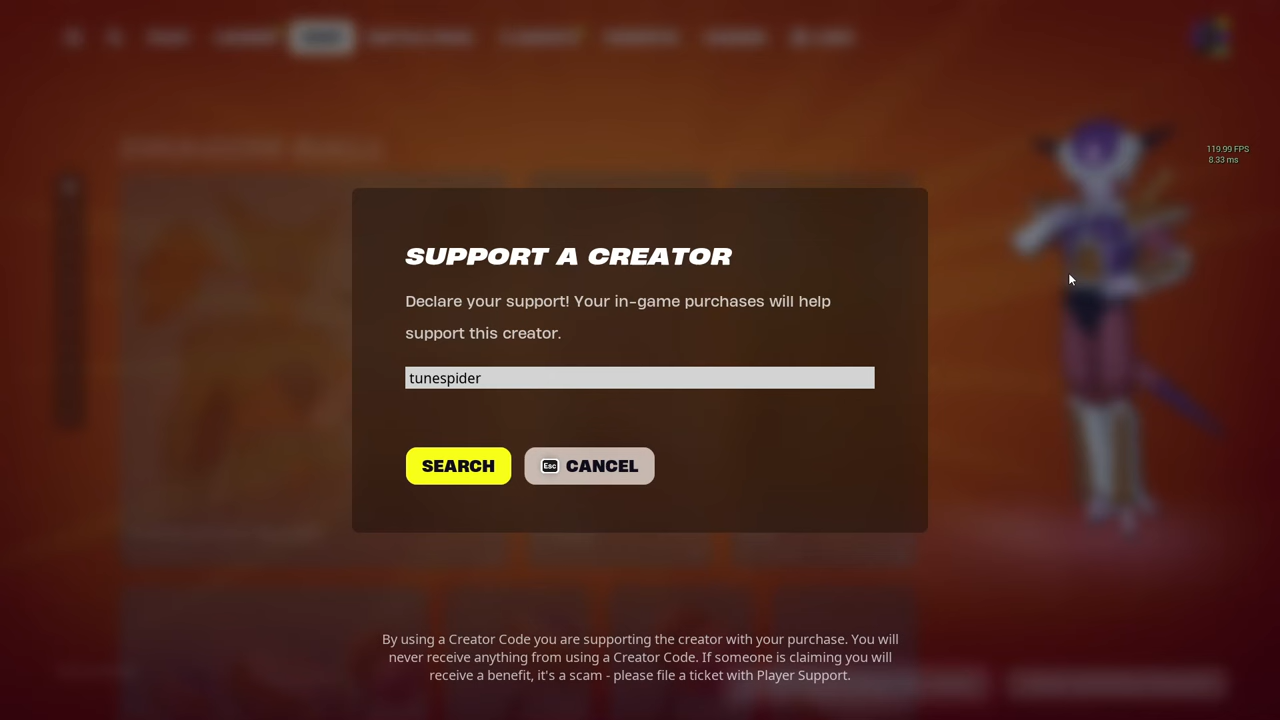 119.99 FPS
8.33 ms
SUPPORT A CREATOR
Declare your support! Your in-game purchases will help
support this creator.
tunespider
SEARCH
Esc CANCEL
By using a Creator Code you are supporting the creator with your purchase. You will
never receive anything from using a Creator Code. If someone is claiming you will
receive a benefit, it's a scam - please file a ticket with Player Support.